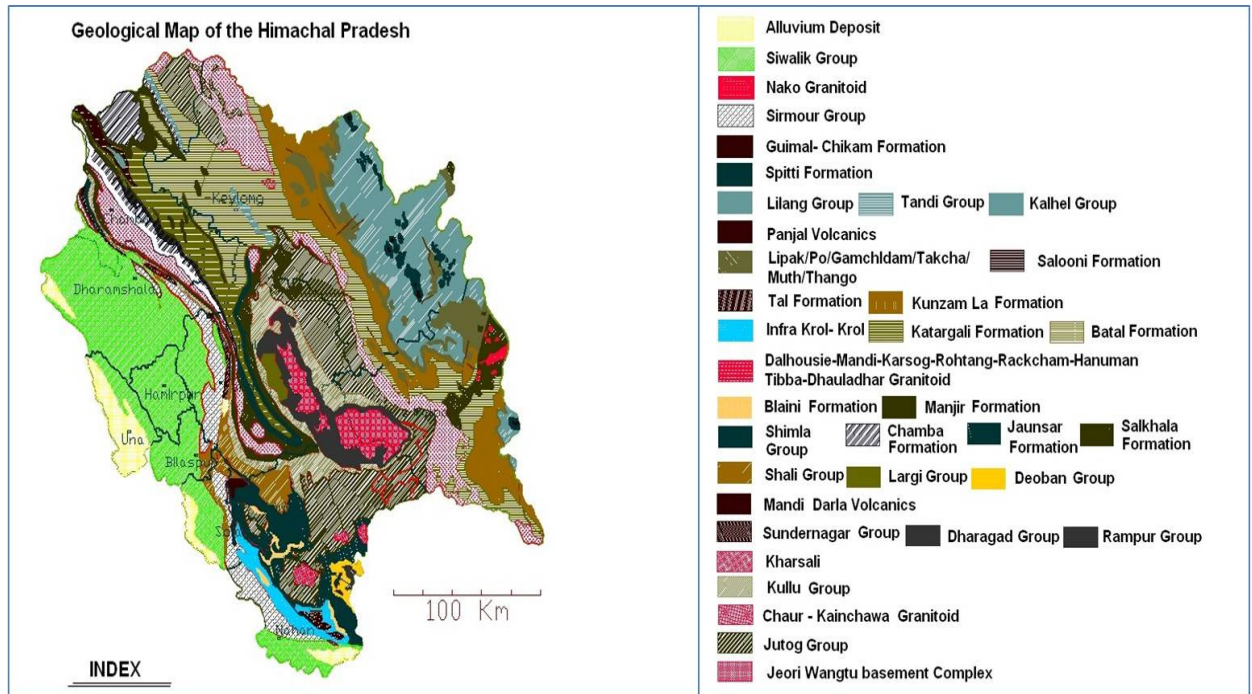 Geological Map of the Himachal Pradesh
Keylong
Chamba
Dharamshala
Hamirpur
Una
Bilaspur
Nahan
100 Km
INDEX
Alluvium Deposit
Siwalik Group
Nako Granitoid
Sirmour Group
Guimal- Chikam Formation
Spitti Formation
Lilang Group Tandi Group Kalhel Group
Panjal Volcanics
Lipak/Po/Gamchldam/Takcha/
Muth/Thango
Salooni Formation
Tal Formation Kunzam La Formation
Infra Krol- Krol Katargali Formation Batal Formation
Dalhousie-Mandi-Karsog-Rohtang-Rackcham-Hanuman
Tibba-Dhauladhar Granitoid
Blaini Formation Manjir Formation
Shimla
Group
Chamba
Formation
Jaunsar
Formation
Salkhala
Formation
Shali Group Largi Group Deoban Group
Mandi Darla Volcanics
Sundernagar Group Dharagad Group Rampur Group
Kharsali
Kullu Group
Chaur - Kainchawa Granitoid
Jutog Group
Jeori Wangtu basement Complex